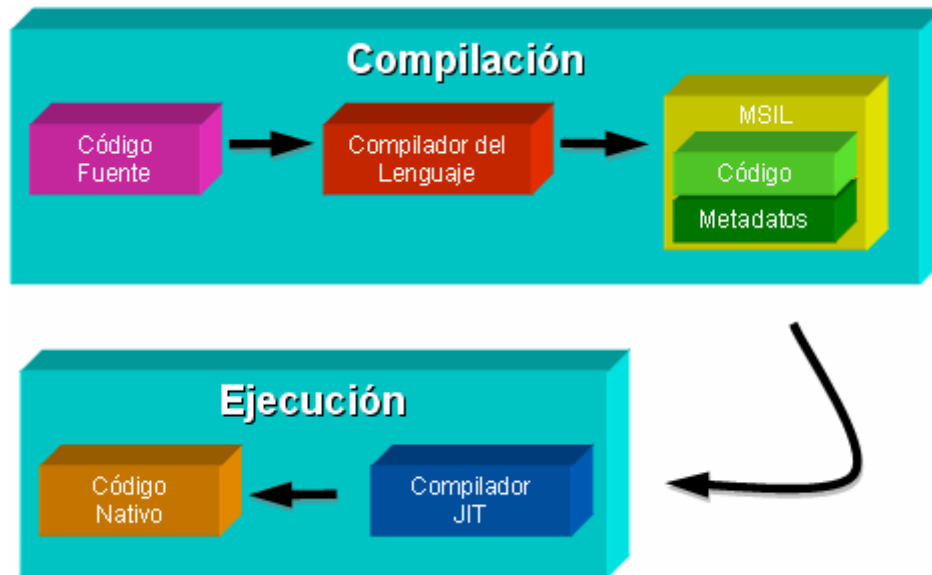 Compilación
Código
Fuente
Compilador del
Lenguaje
MSIL
Código
Metadatos
Ejecución
Código
Nativo
Compilador
JIT